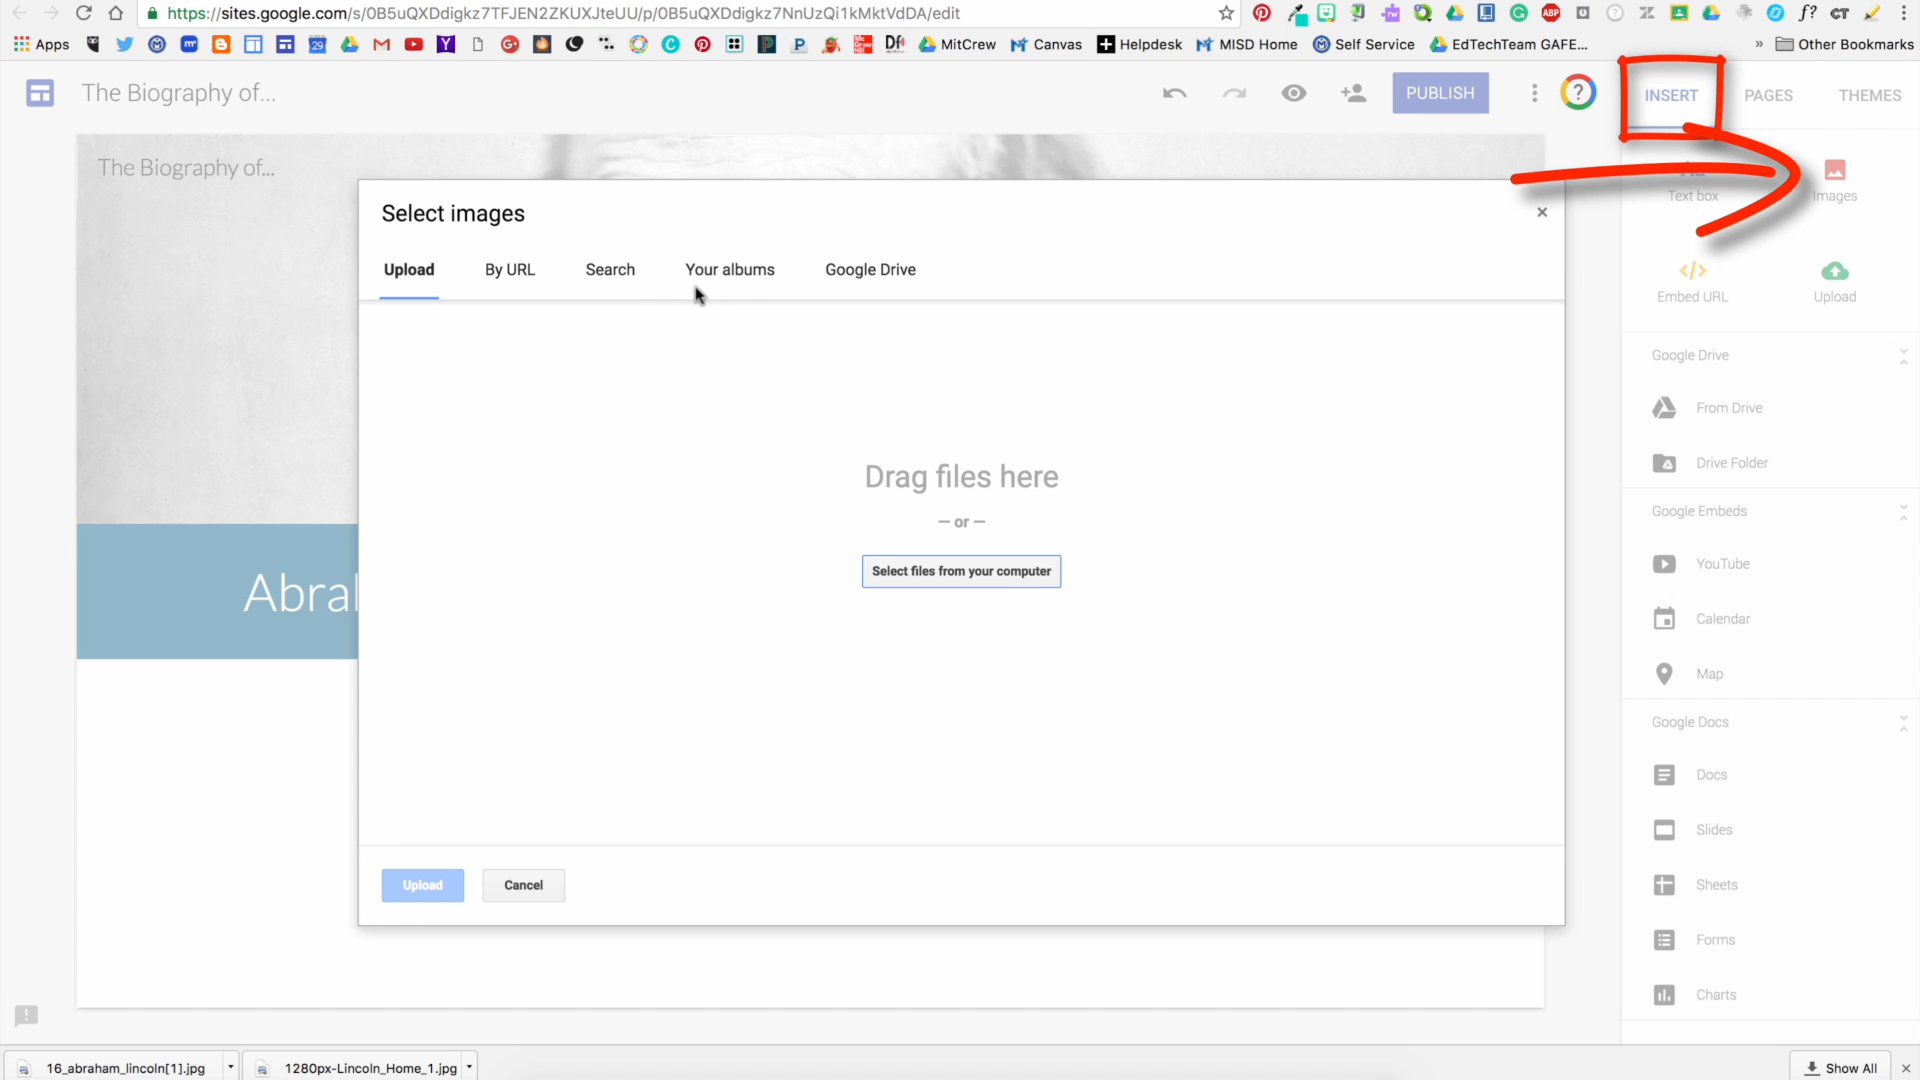 https://sites.google.com/s/0B5uQXDdigkz7TFJEN2ZKUXJteUU/p/0B5uQXDdigkz7NnUzQi1kMktVdDA/edit
Apps MitCrew Canvas Helpdesk MISD Home Self Service EdTechTeam GAFE... » Other Bookmarks
The Biography of...
PUBLISH
INSERT PAGES THEMES
The Biography of...
Text box Images
Embed URL Upload
Select images
Upload By URL Search Your albums Google Drive
Drag files here
— or —
Select files from your computer
Upload Cancel
Abra
Google Drive
From Drive
Drive Folder
Google Embeds
YouTube
Calendar
Map
Google Docs
Docs
Slides
Sheets
Forms
Charts
16_abraham_lincoln[1].jpg 1280px-Lincoln_Home_1.jpg Show All